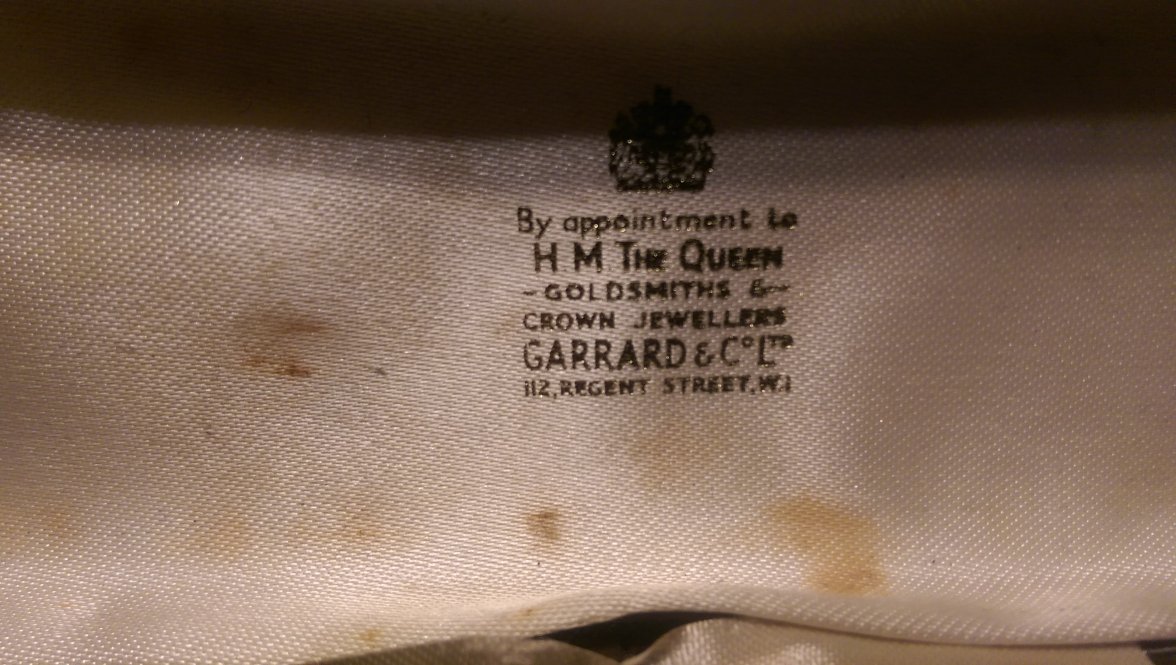 By appointment to
H M THE QUEEN
-GOLDSMITHS &-
CROWN JEWELLERS
GARRARD & Co LTD
112, REGENT STREET, W.1